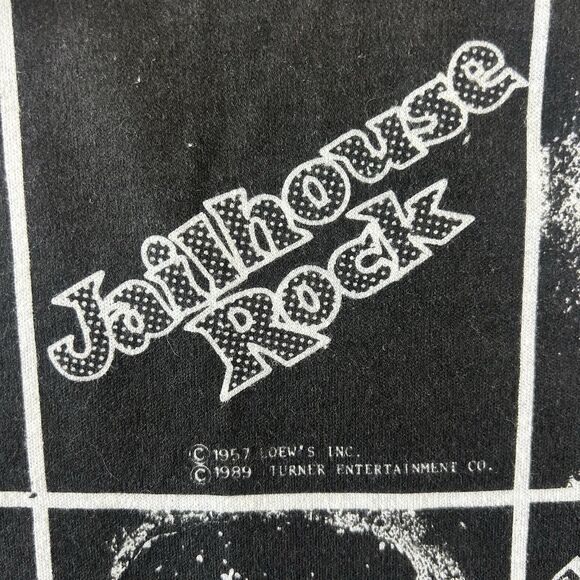 Jailhouse
Rock
©1957 LOEW'S INC.
©1989 TURNER ENTERTAINMENT CO.